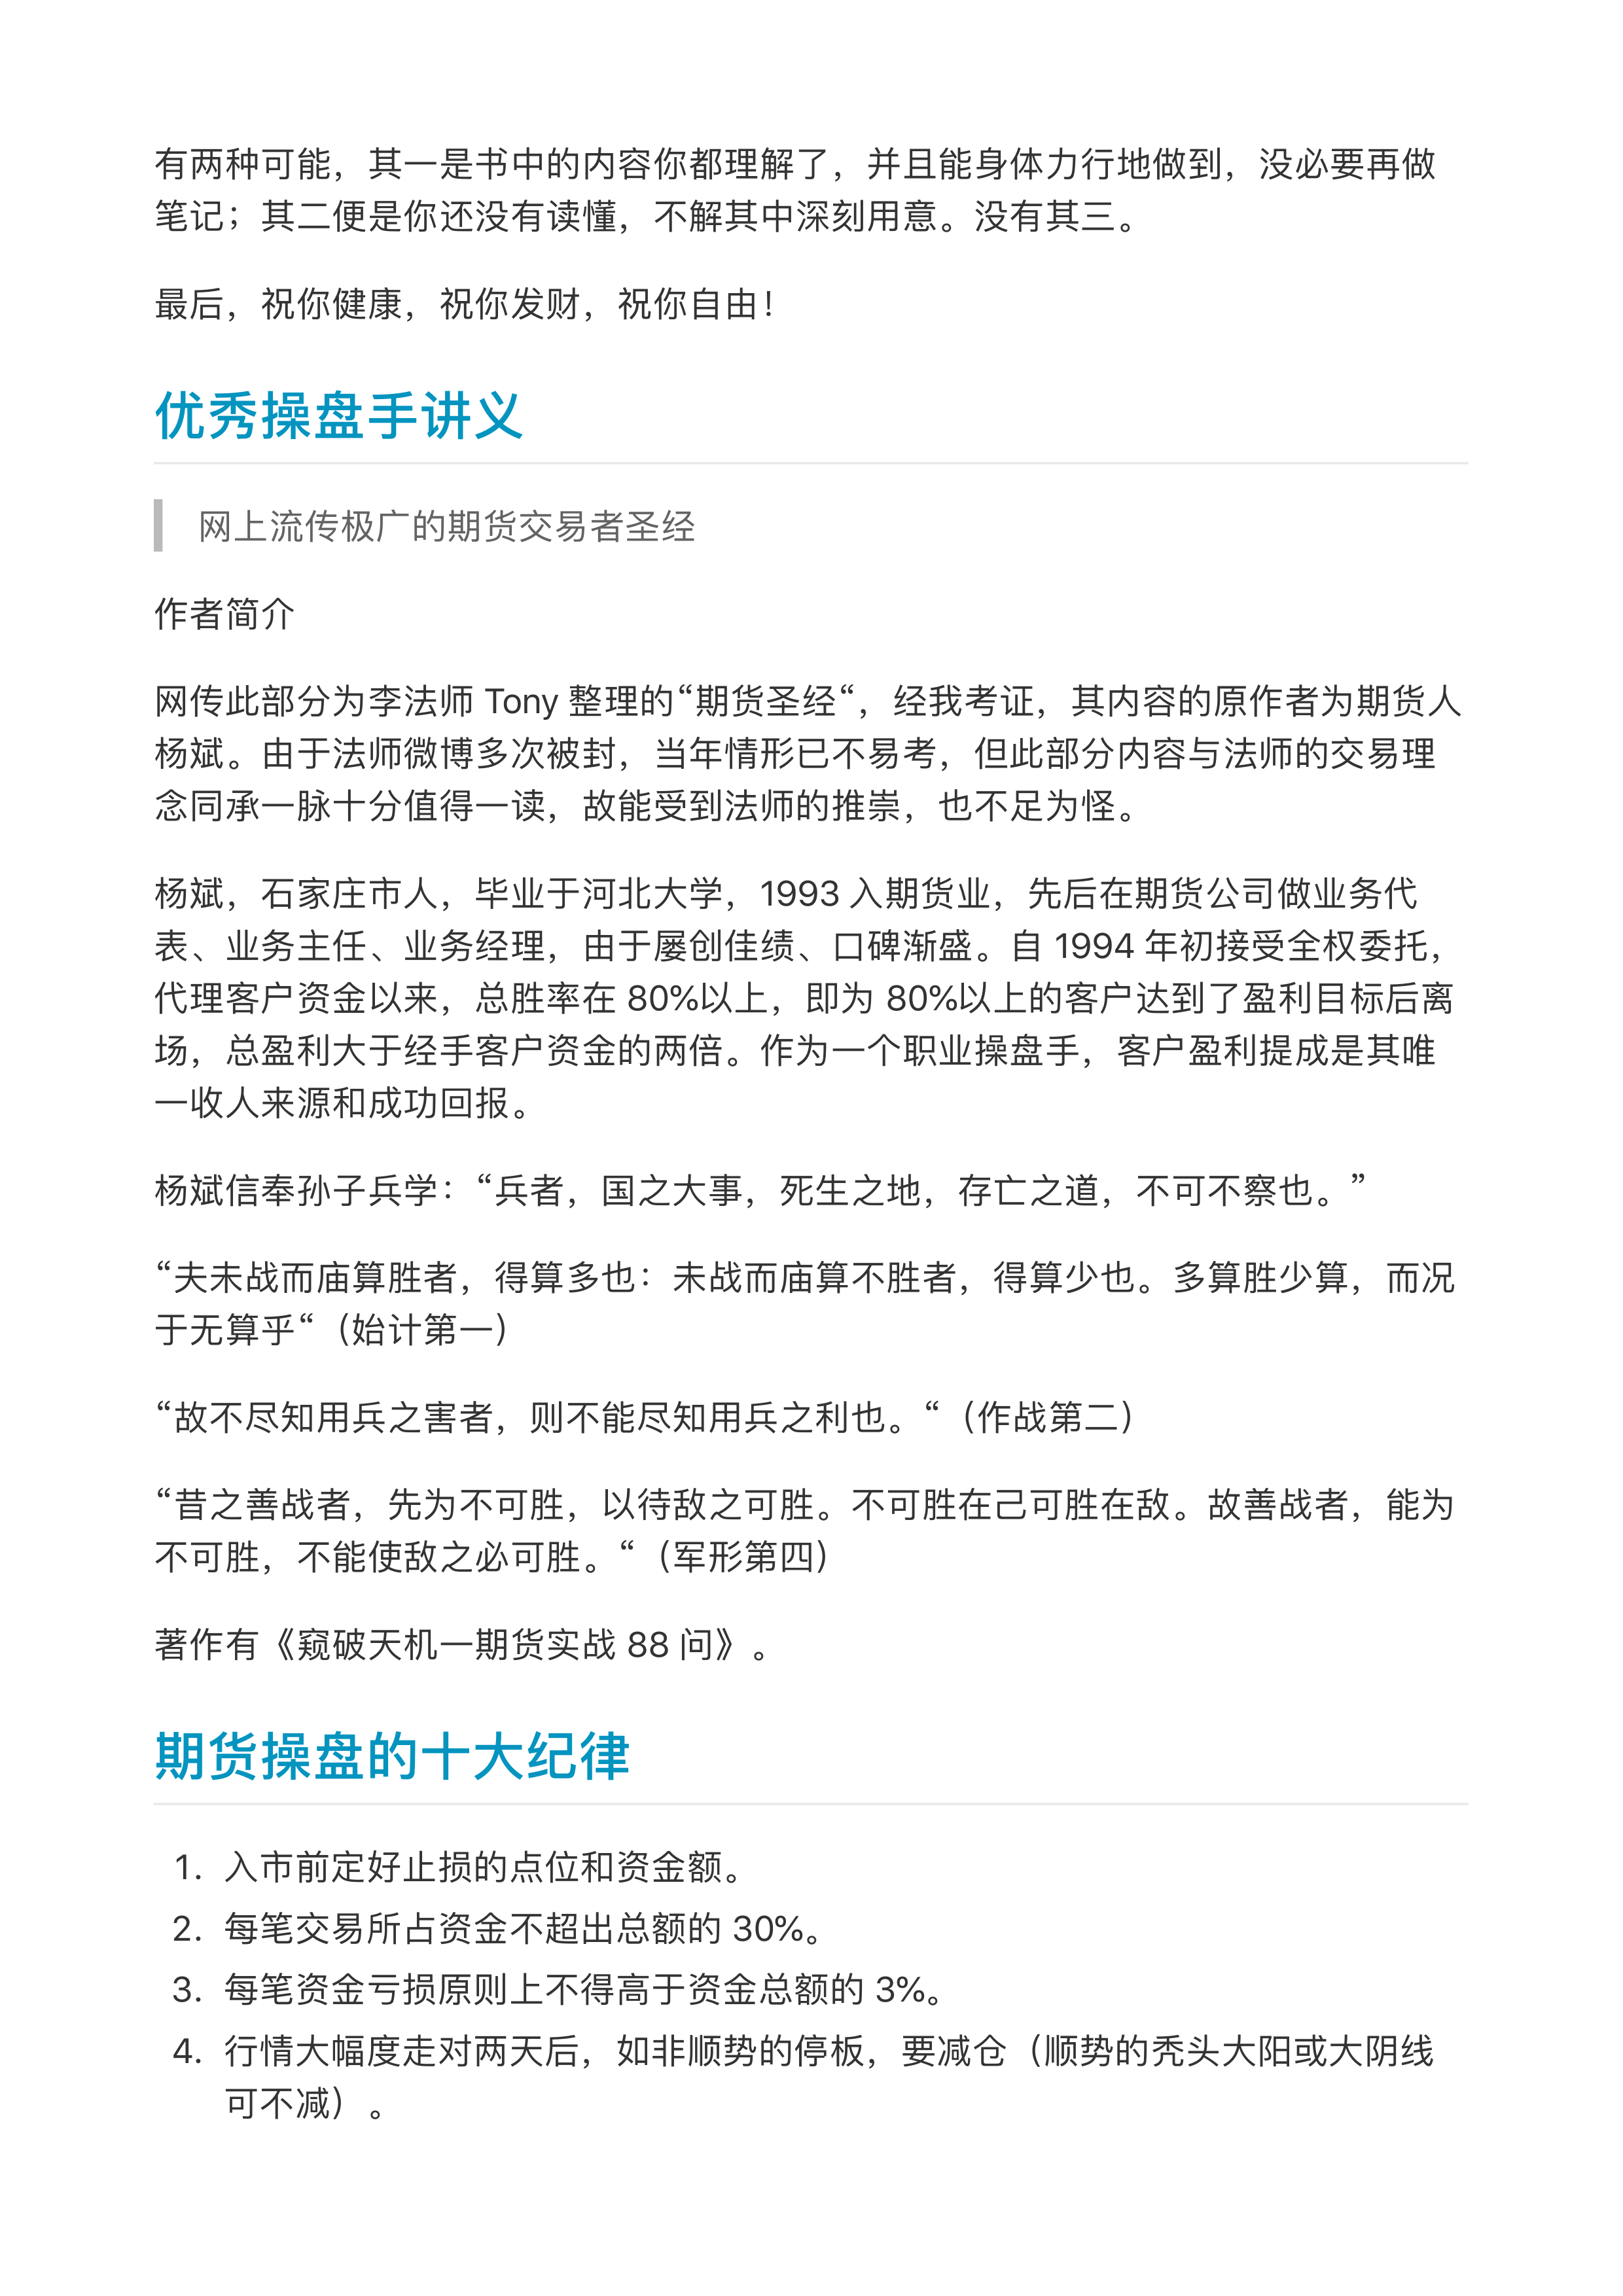 有两种可能，其一是书中的内容你都理解了，并且能身体力行地做到，没必要再做
笔记；其二便是你还没有读懂，不解其中深刻用意。没有其三。
最后，祝你健康，祝你发财，祝你自由！
优秀操盘手讲义
网上流传极广的期货交易者圣经
作者简介
网传此部分为李法师 Tony 整理的“期货圣经“，经我考证，其内容的原作者为期货人
杨斌。由于法师微博多次被封，当年情形已不易考，但此部分内容与法师的交易理
念同承一脉十分值得一读，故能受到法师的推崇，也不足为怪。
杨斌，石家庄市人，毕业于河北大学，1993 入期货业，先后在期货公司做业务代
表、业务主任、业务经理，由于屡创佳绩、口碑渐盛。自 1994 年初接受全权委托，
代理客户资金以来，总胜率在 80%以上，即为 80%以上的客户达到了盈利目标后离
场，总盈利大于经手客户资金的两倍。作为一个职业操盘手，客户盈利提成是其唯
一收人来源和成功回报。
杨斌信奉孙子兵学：“兵者，国之大事，死生之地，存亡之道，不可不察也。”
“夫未战而庙算胜者，得算多也：未战而庙算不胜者，得算少也。多算胜少算，而况
于无算乎“（始计第一）
“故不尽知用兵之害者，则不能尽知用兵之利也。“（作战第二）
“昔之善战者，先为不可胜，以待敌之可胜。不可胜在己可胜在敌。故善战者，能为
不可胜，不能使敌之必可胜。“（军形第四）
著作有《窥破天机一期货实战 88 问》。
期货操盘的十大纪律
1. 入市前定好止损的点位和资金额。
2. 每笔交易所占资金不超出总额的 30%。
3. 每笔资金亏损原则上不得高于资金总额的 3%。
4. 行情大幅度走对两天后，如非顺势的停板，要减仓（顺势的秃头大阳或大阴线
可不减）。